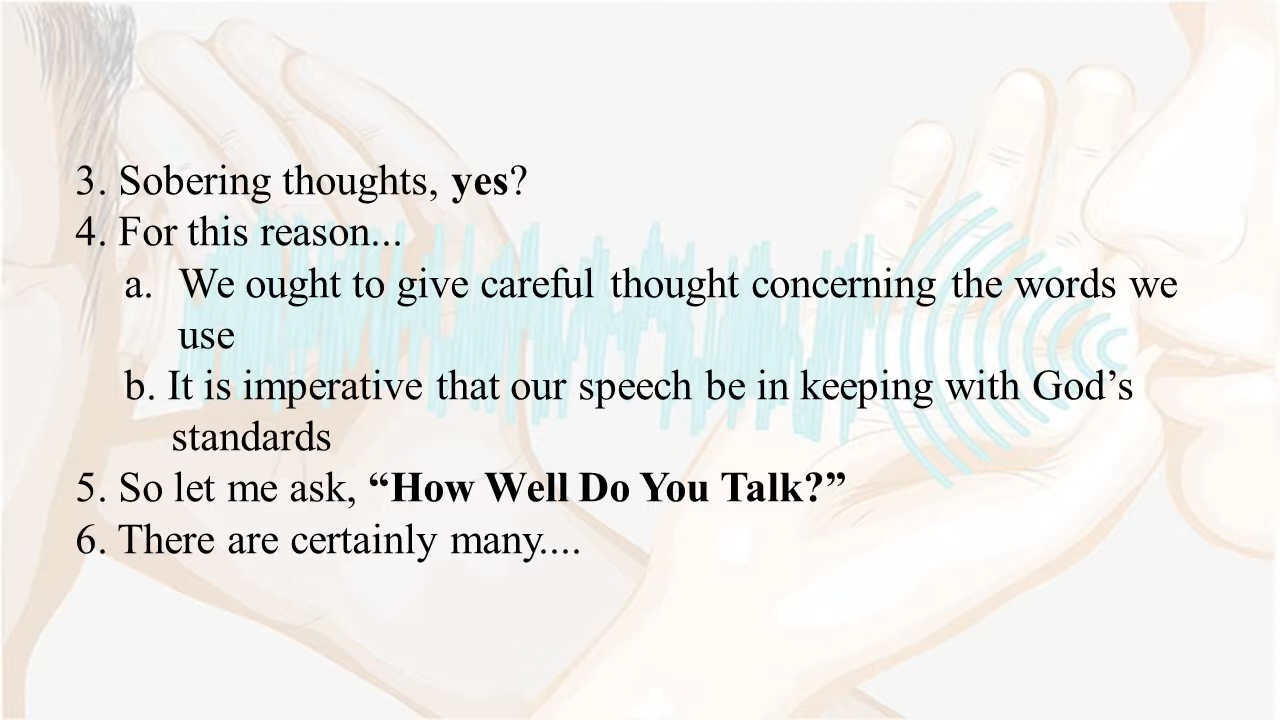 3. Sobering thoughts, yes?
4. For this reason...
a. We ought to give careful thought concerning the words we
use
b. It is imperative that our speech be in keeping with God’s
standards
5. So let me ask, “How Well Do You Talk?”
6. There are certainly many....